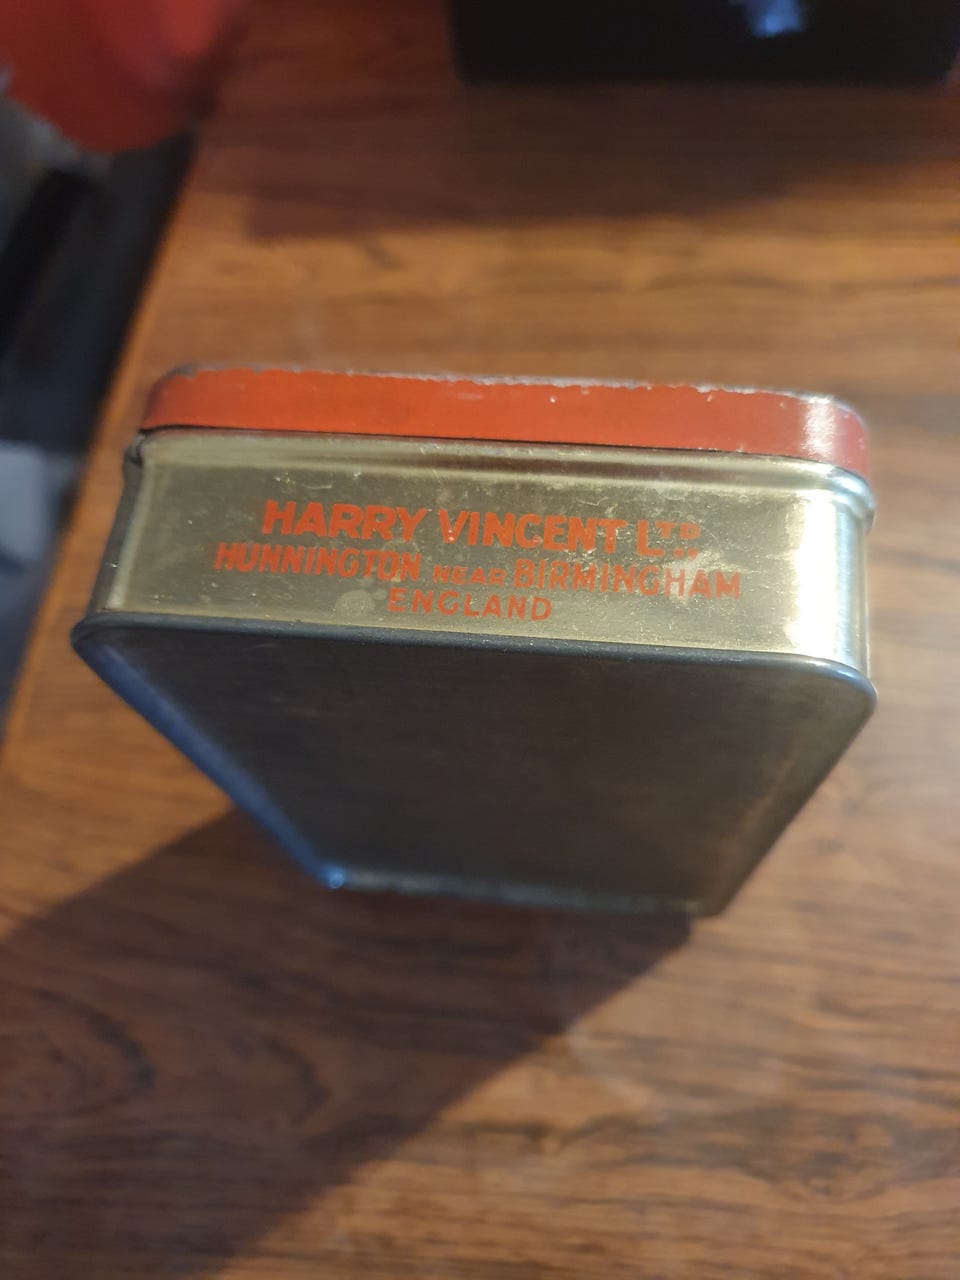 HARRY VINCENT LTD
HUNNINGTON NEAR BIRMINGHAM
ENGLAND